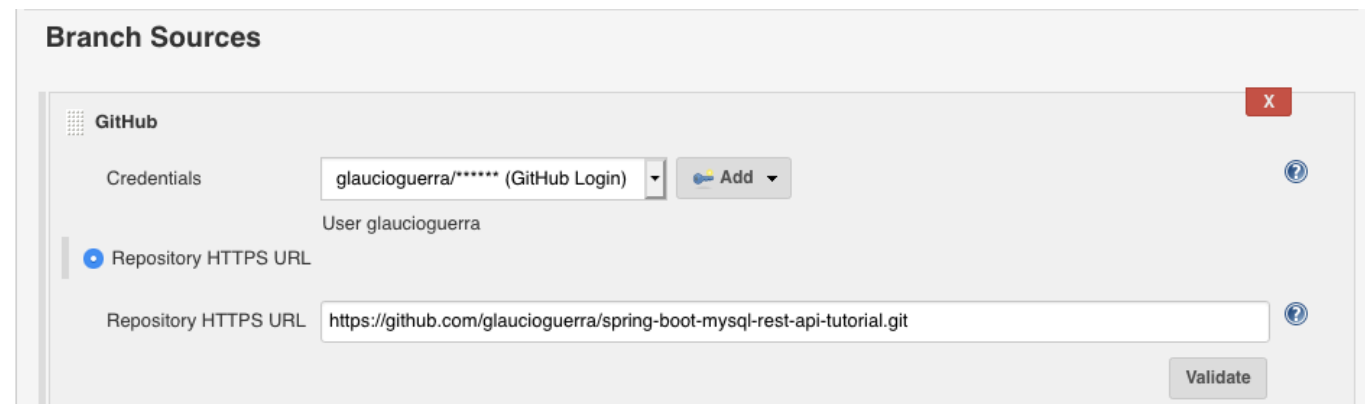 Branch Sources
X
GitHub
Credentials glaucioguerra/****** (GitHub Login) Add
User glaucioguerra
Repository HTTPS URL
Repository HTTPS URL https://github.com/glaucioguerra/spring-boot-mysql-rest-api-tutorial.git
Validate